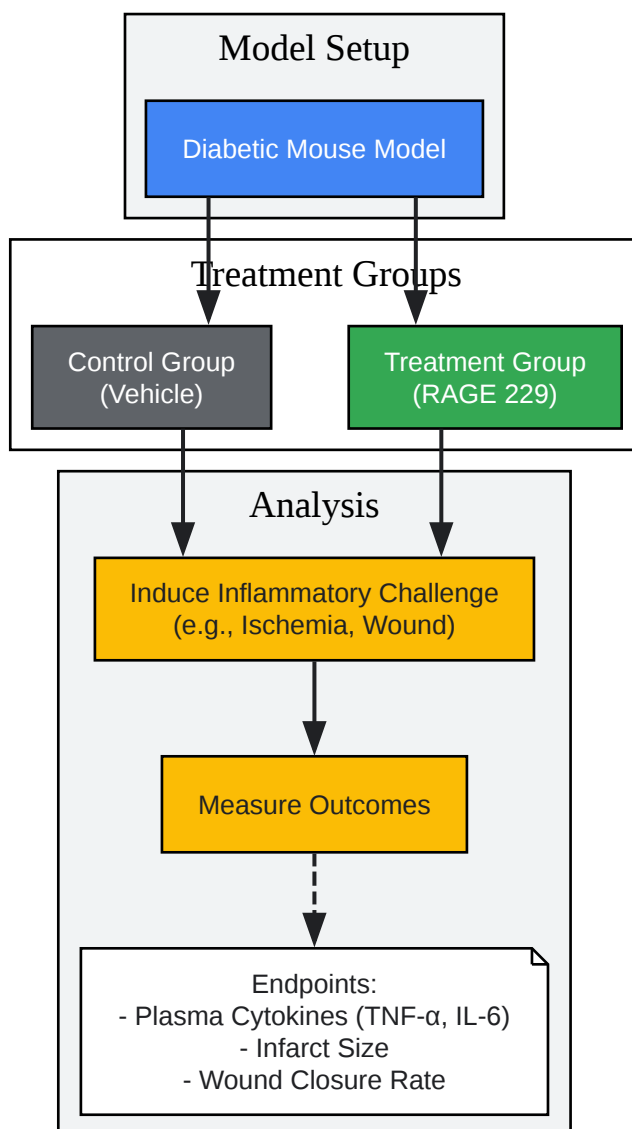 Model Setup
Diabetic Mouse Model
Treatment Groups
Control Group
(Vehicle)
Treatment Group
(RAGE 229)
Analysis
Induce Inflammatory Challenge
(e.g., Ischemia, Wound)
Measure Outcomes
Endpoints:
- Plasma Cytokines (TNF-α, IL-6)
- Infarct Size
- Wound Closure Rate